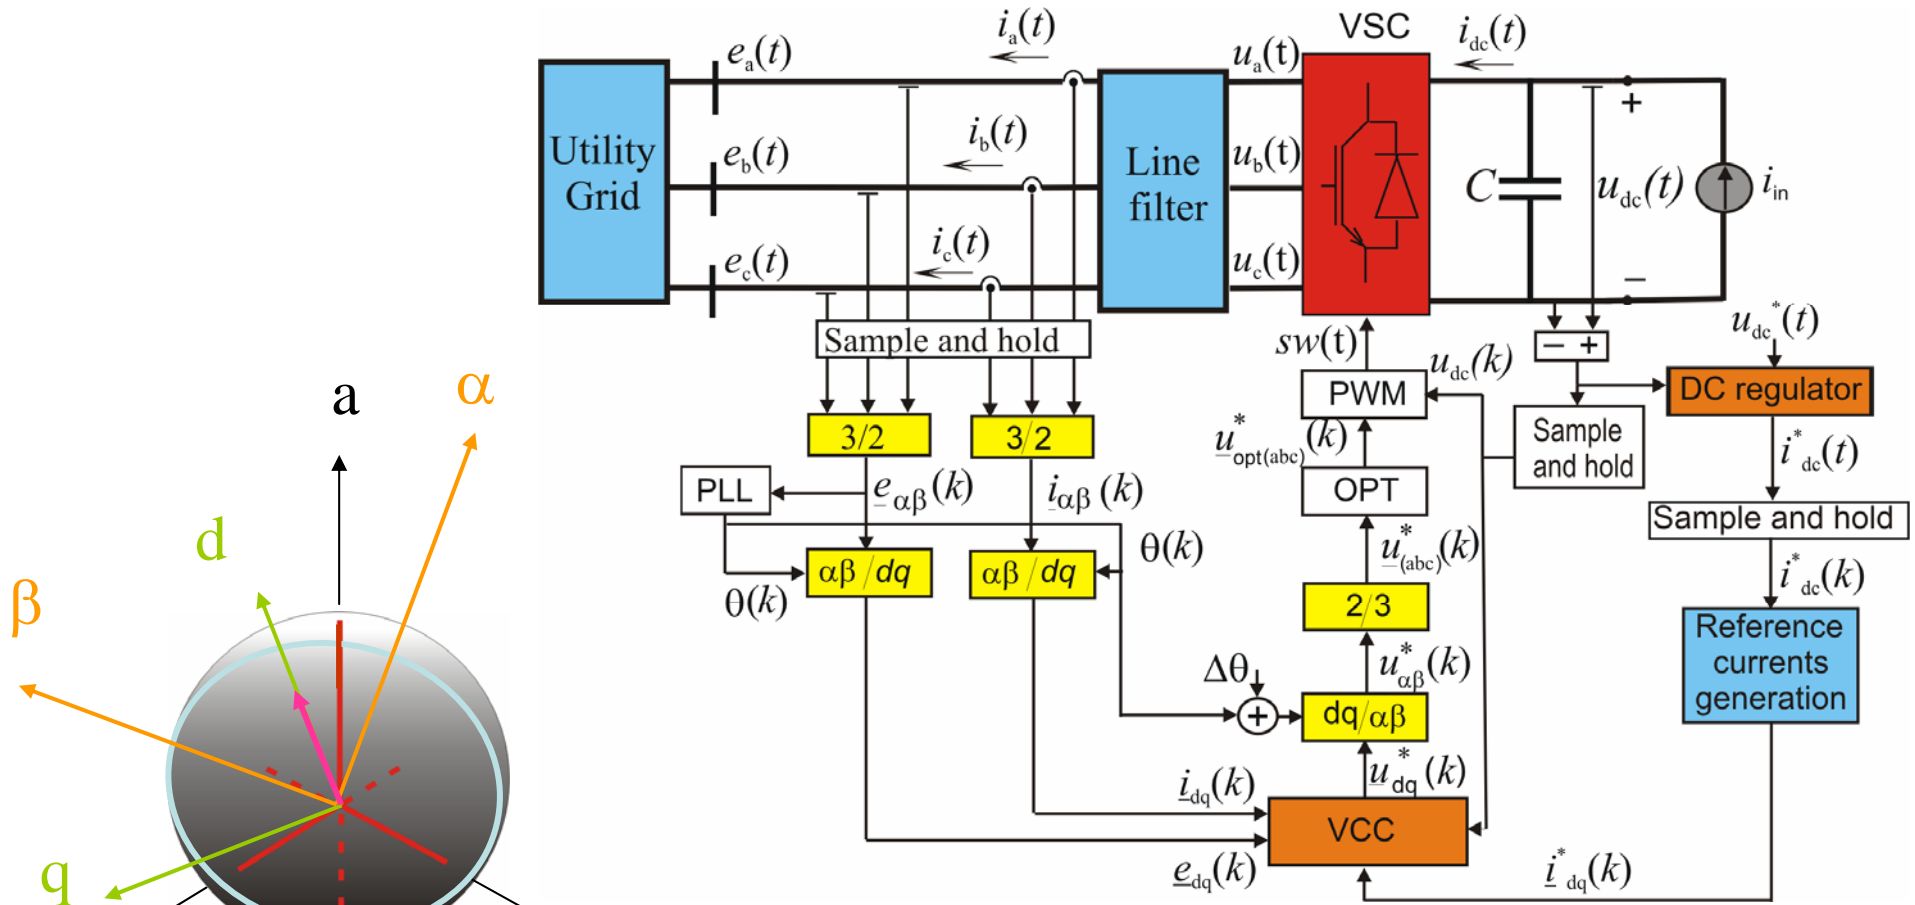 VSC
i_a(t)
i_dc(t)
e_a(t)
u_a(t)
+
i_b(t)
Utility
Grid
e_b(t)
Line
filter
u_b(t)
C
u_dc(t)
i_in
i_c(t)
e_c(t)
u_c(t)
−
Sample and hold
sw(t)
− +
u_dc*(t)
u_dc(k)
PWM
DC regulator
a
α
3/2
3/2
u*_opt(abc)(k)
Sample
and hold
i*_dc(t)
PLL
e_αβ(k)
i_αβ(k)
OPT
Sample and hold
d
θ(k)
u*_(abc)(k)
αβ/dq
αβ/dq
i*_dc(k)
θ(k)
2/3
β
Reference
currents
generation
Δθ
u*_αβ(k)
+
dq/αβ
u*_dq(k)
i_dq(k)
VCC
q
e_dq(k)
i*_dq(k)